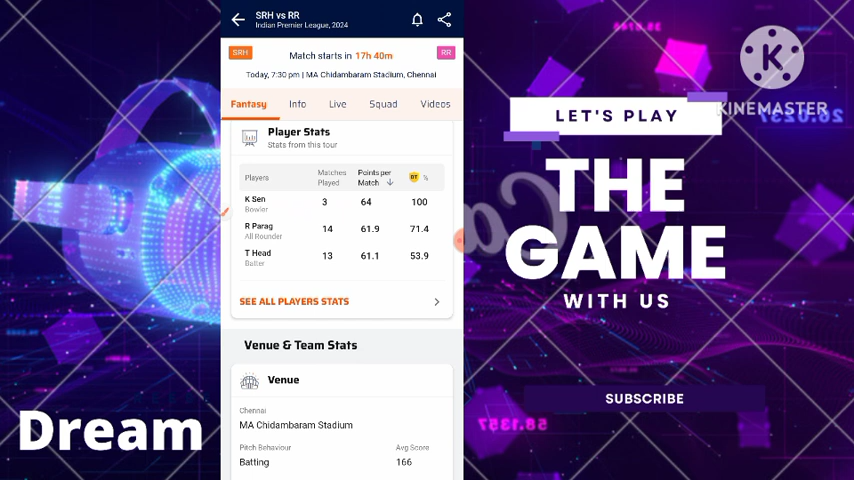 SRH vs RR
Indian Premier League, 2024
SRH
Match starts in 17h 40m
RR
Today, 7:30 pm | MA Chidambaram Stadium, Chennai
Fantasy Info Live Squad Videos
Player Stats
Stats from this tour
Players Matches Played Points per Match ↓ BT %
K Sen 3 64 100
Bowler
R Parag 14 61.9 71.4
All Rounder
T Head 13 61.1 53.9
Batter
SEE ALL PLAYERS STATS
Venue & Team Stats
Venue
Chennai
MA Chidambaram Stadium
Pitch Behaviour Avg Score
Batting 166
Dream
K
KINEMASTER
LET'S PLAY
THE
GAME
WITH US
SUBSCRIBE
58.1357